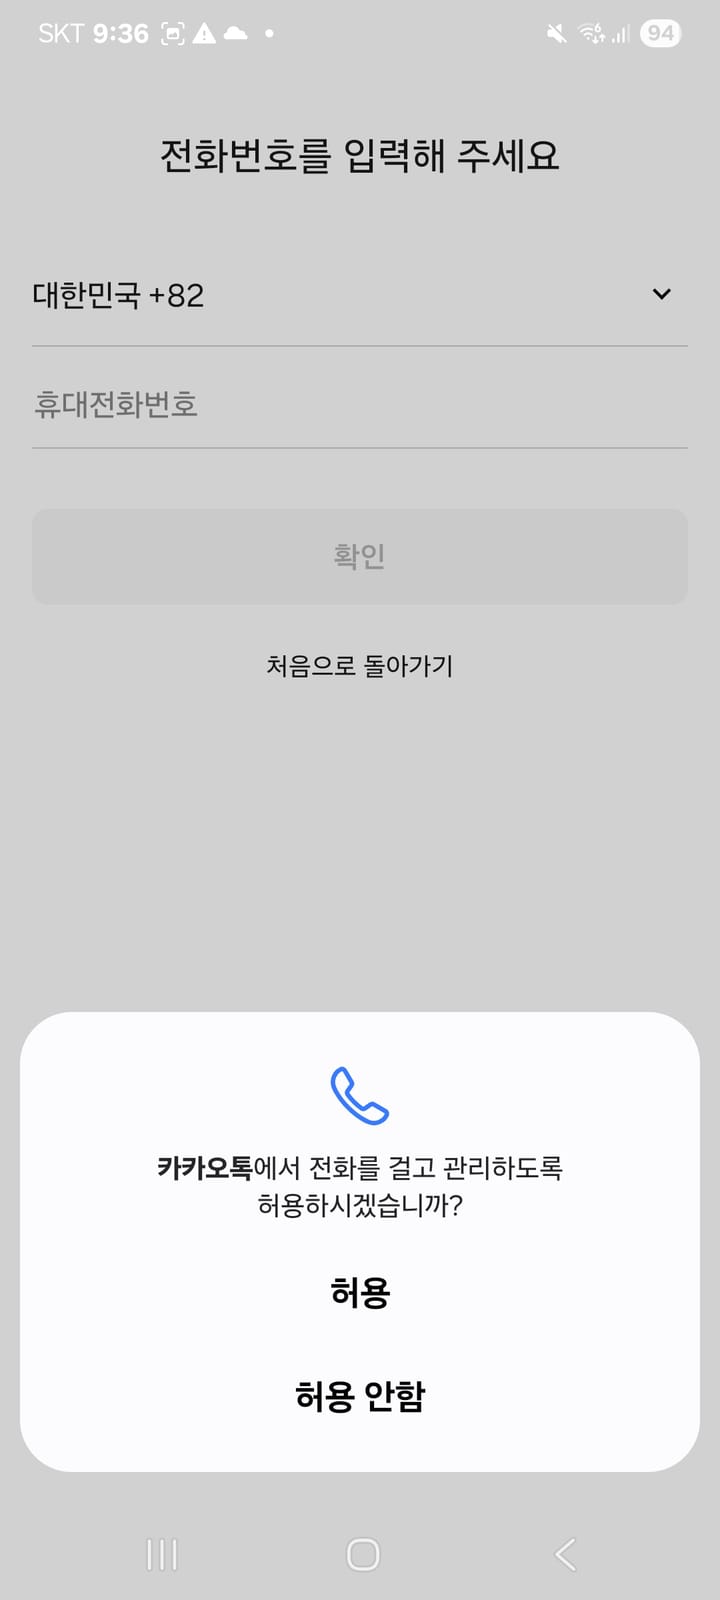 SKT 9:36
94
전화번호를 입력해 주세요
대한민국 +82
휴대전화번호
확인
처음으로 돌아가기
카카오톡에서 전화를 걸고 관리하도록
허용하시겠습니까?
허용
허용 안함